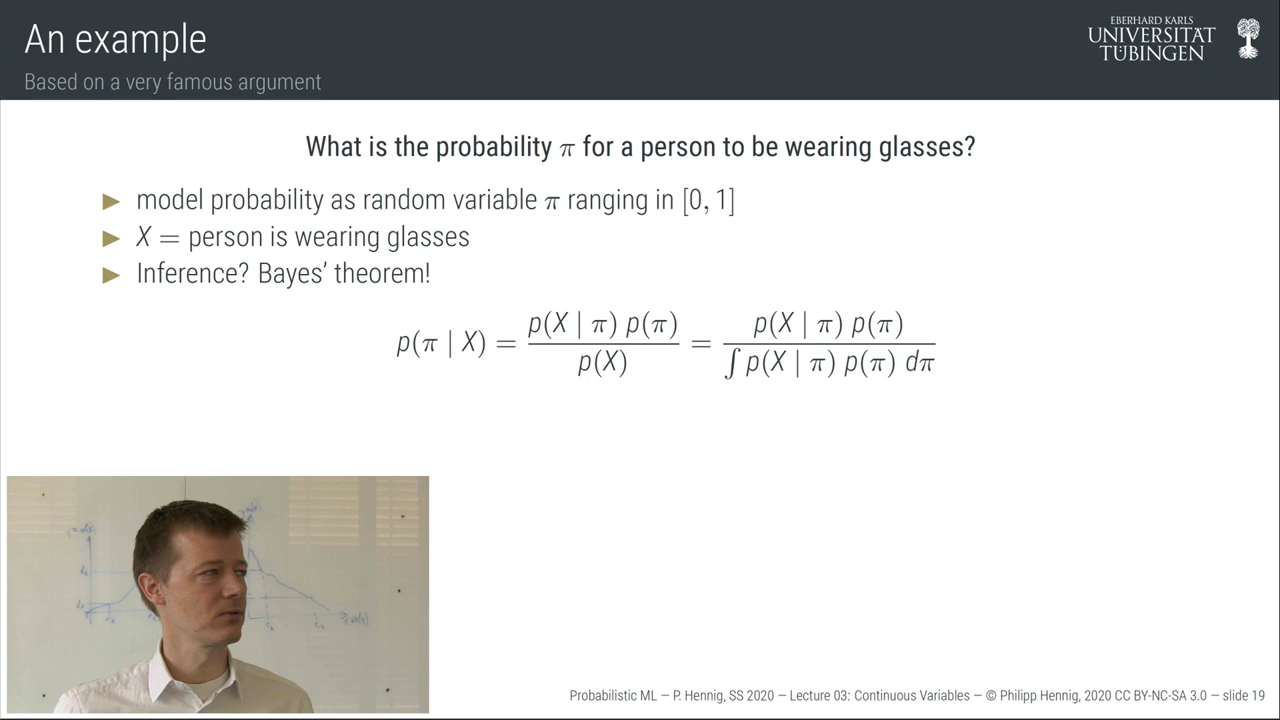 An example
Based on a very famous argument
EBERHARD KARLS
UNIVERSITÄT
TÜBINGEN
What is the probability π for a person to be wearing glasses?
▶ model probability as random variable π ranging in [0, 1]
▶ X = person is wearing glasses
▶ Inference? Bayes' theorem!
p(π | X) = p(X | π) p(π) / p(X) = p(X | π) p(π) / ∫ p(X | π) p(π) dπ
Probabilistic ML — P. Hennig, SS 2020 — Lecture 03: Continuous Variables — © Philipp Hennig, 2020 CC BY-NC-SA 3.0 — slide 19